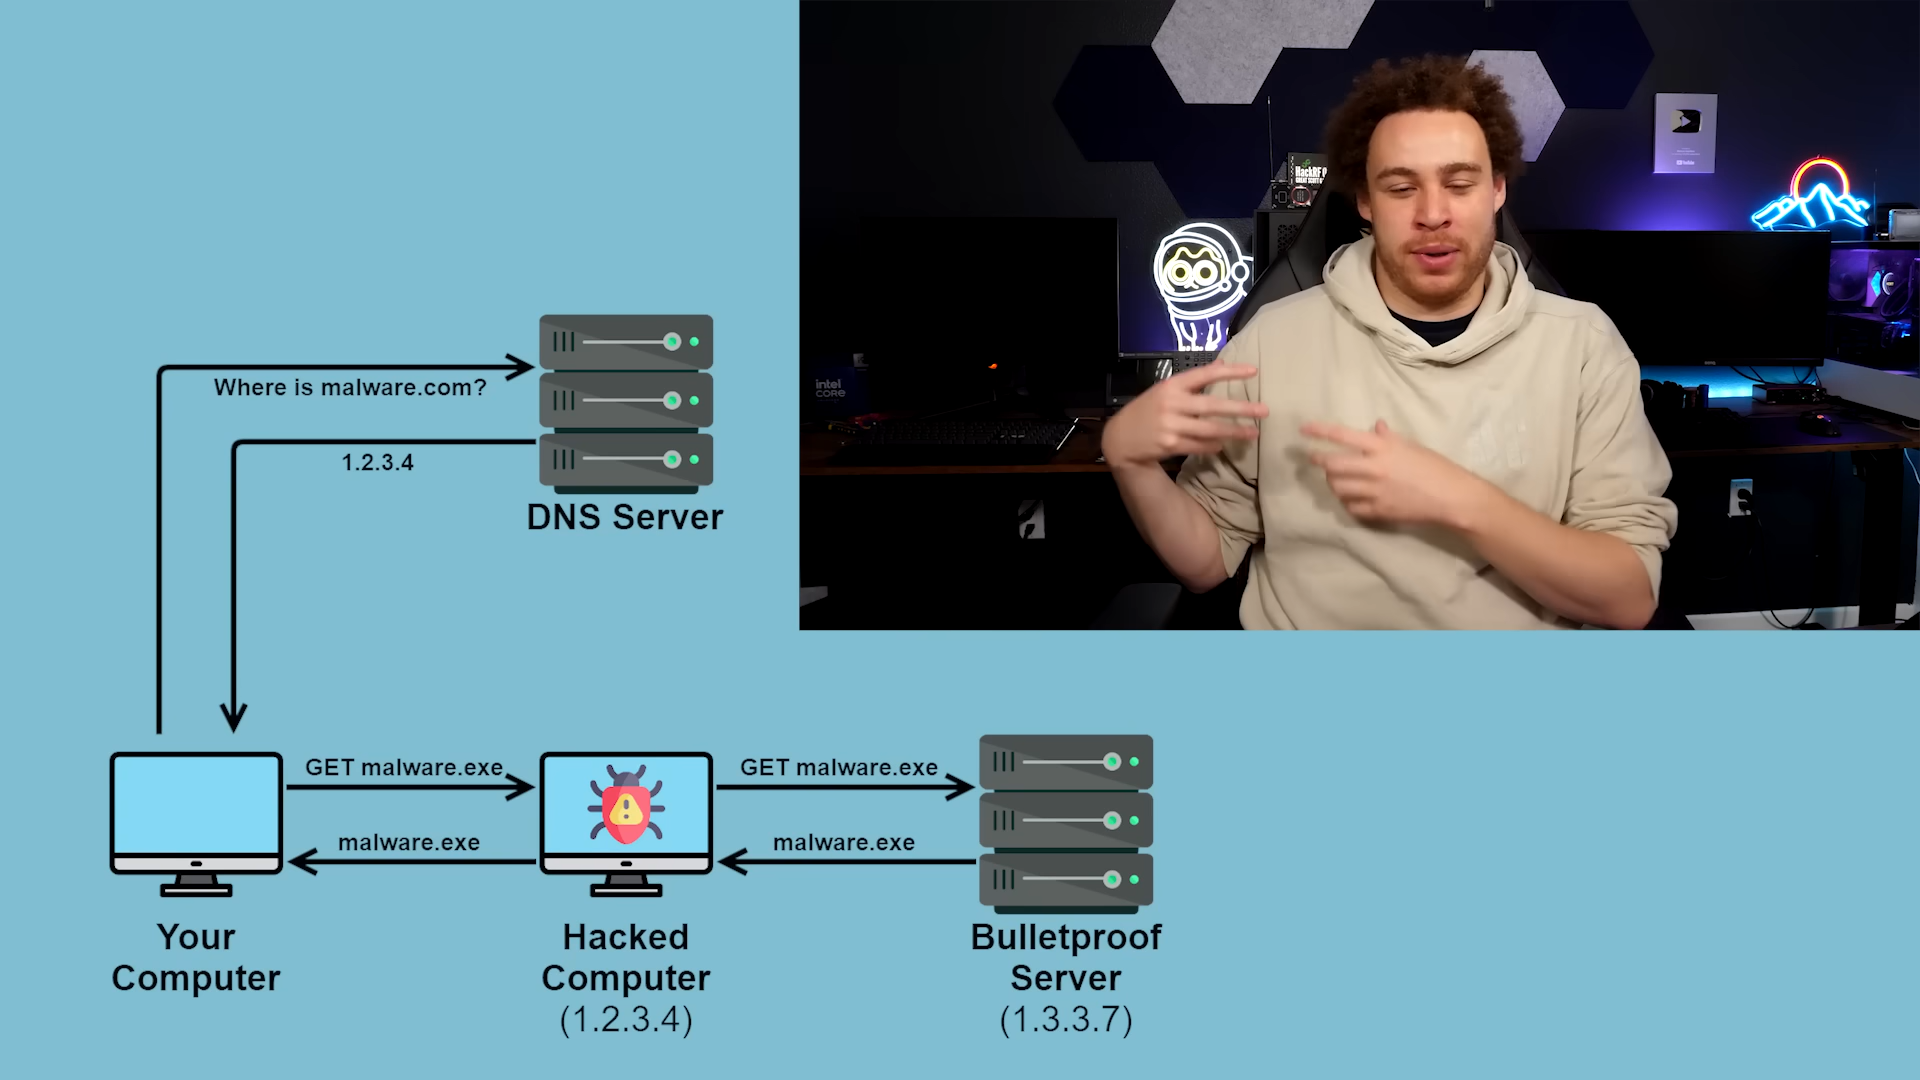 Where is malware.com?
1.2.3.4
DNS Server
HackRF
intel
CORE
GET malware.exe
GET malware.exe
malware.exe
malware.exe
Your
Computer
Hacked
Computer
(1.2.3.4)
Bulletproof
Server
(1.3.3.7)